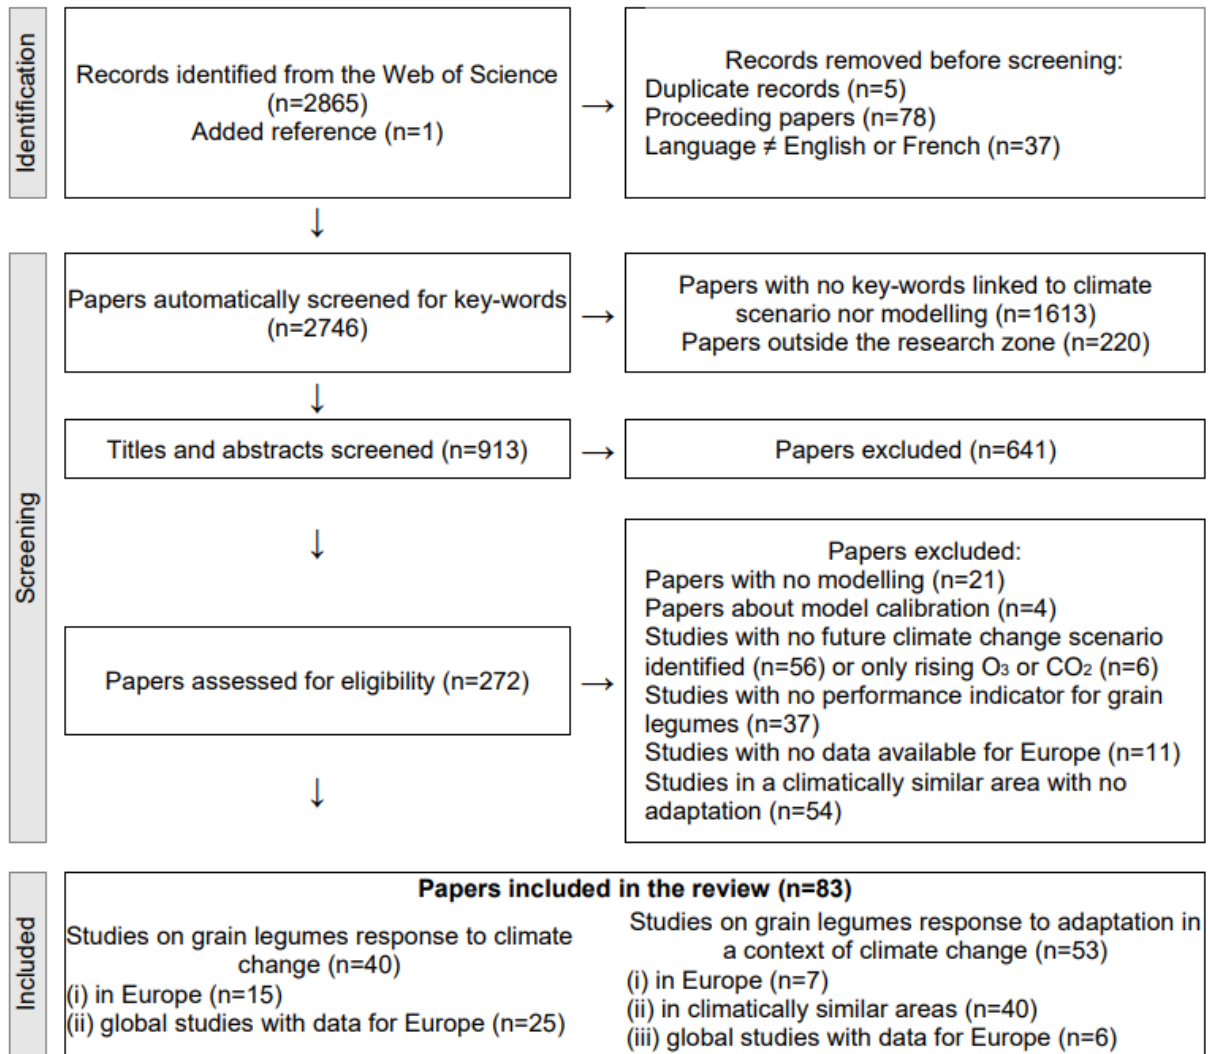 Identification
Records identified from the Web of Science
(n=2865)
Added reference (n=1)
→
Records removed before screening:
Duplicate records (n=5)
Proceeding papers (n=78)
Language ≠ English or French (n=37)
↓
Screening
Papers automatically screened for key-words
(n=2746)
→
Papers with no key-words linked to climate
scenario nor modelling (n=1613)
Papers outside the research zone (n=220)
↓
Titles and abstracts screened (n=913)
→
Papers excluded (n=641)
↓
Papers assessed for eligibility (n=272)
→
Papers excluded:
Papers with no modelling (n=21)
Papers about model calibration (n=4)
Studies with no future climate change scenario
identified (n=56) or only rising O₃ or CO₂ (n=6)
Studies with no performance indicator for grain
legumes (n=37)
Studies with no data available for Europe (n=11)
Studies in a climatically similar area with no
adaptation (n=54)
↓
Included
Papers included in the review (n=83)
Studies on grain legumes response to climate
change (n=40)
(i) in Europe (n=15)
(ii) global studies with data for Europe (n=25)
Studies on grain legumes response to adaptation in
a context of climate change (n=53)
(i) in Europe (n=7)
(ii) in climatically similar areas (n=40)
(iii) global studies with data for Europe (n=6)